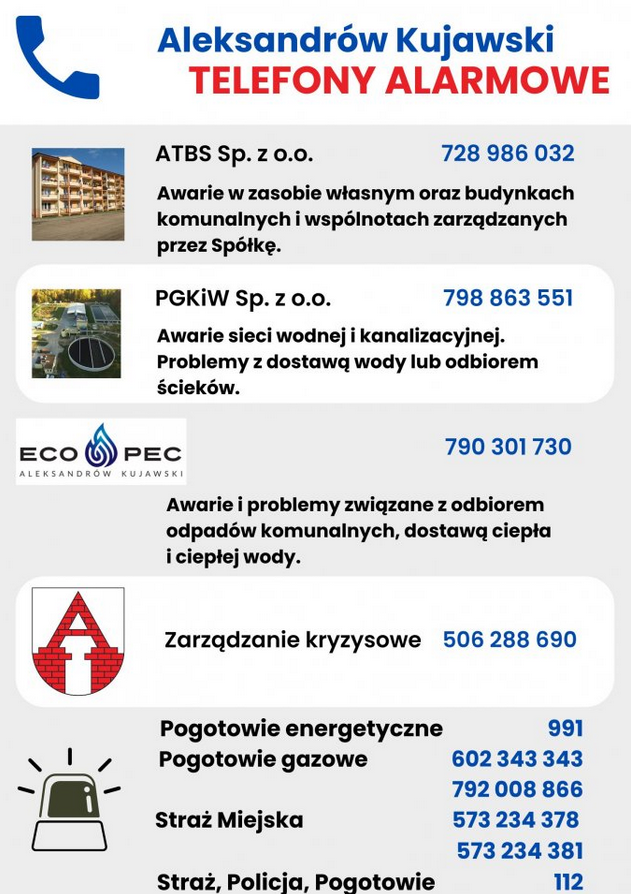 Aleksandrów Kujawski
TELEFONY ALARMOWE
ATBS Sp. z o.o. 728 986 032
Awarie w zasobie własnym oraz budynkach
komunalnych i wspólnotach zarządzanych
przez Spółkę.
PGKiW Sp. z o.o. 798 863 551
Awarie sieci wodnej i kanalizacyjnej.
Problemy z dostawą wody lub odbiorem
ścieków.
ECO PEC
ALEKSANDRÓW KUJAWSKI
790 301 730
Awarie i problemy związane z odbiorem
odpadów komunalnych, dostawą ciepła
i ciepłej wody.
Zarządzanie kryzysowe 506 288 690
Pogotowie energetyczne 991
Pogotowie gazowe 602 343 343
792 008 866
Straż Miejska 573 234 378
573 234 381
Straż, Policja, Pogotowie 112